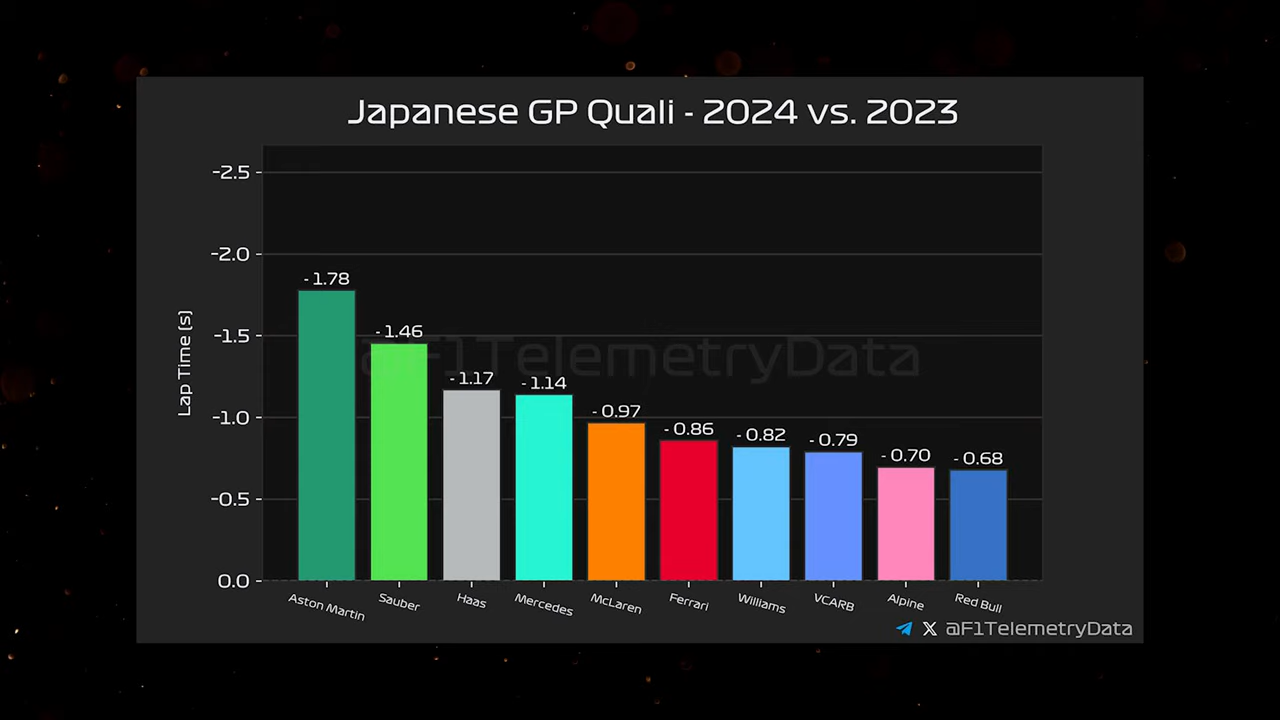 Japanese GP Quali - 2024 vs. 2023
-2.5
-2.0
-1.5
-1.0
-0.5
0.0
Lap Time (s)
- 1.78
- 1.46
- 1.17
- 1.14
- 0.97
- 0.86
- 0.82
- 0.79
- 0.70
- 0.68
@F1TelemetryData
Aston Martin
Sauber
Haas
Mercedes
McLaren
Ferrari
Williams
VCARB
Alpine
Red Bull
@F1TelemetryData